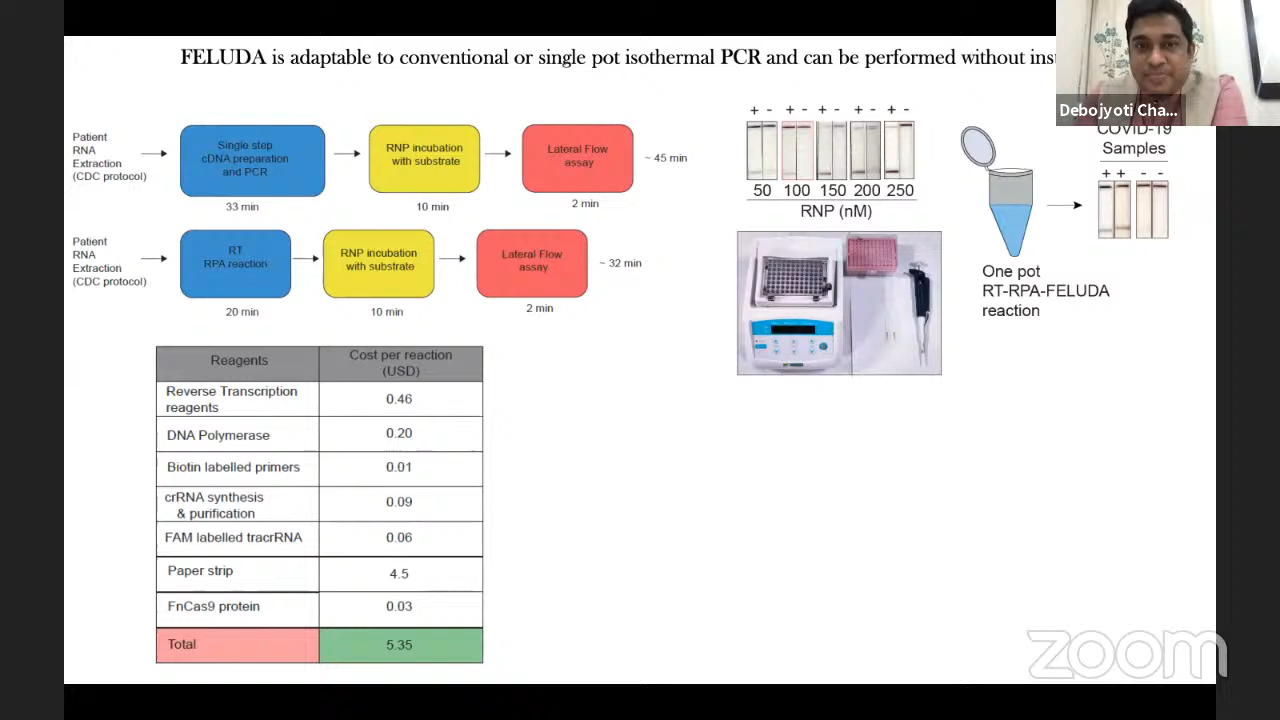 FELUDA is adaptable to conventional or single pot isothermal PCR and can be performed without
Debojyoti Cha...
Patient
RNA
Extraction
(CDC protocol)
Single step
cDNA preparation
and PCR
33 min
RNP incubation
with substrate
10 min
Lateral Flow
assay
2 min
~ 45 min
Patient
RNA
Extraction
(CDC protocol)
RT
RPA reaction
20 min
RNP incubation
with substrate
10 min
Lateral Flow
assay
2 min
~ 32 min
+ - + - + - + - + -
50 100 150 200 250
RNP (nM)
One pot
RT-RPA-FELUDA
reaction
COVID-19
Samples
+ + - -
Reagents Cost per reaction
(USD)
Reverse Transcription
reagents 0.46
DNA Polymerase 0.20
Biotin labelled primers 0.01
crRNA synthesis
& purification 0.09
FAM labelled tracrRNA 0.06
Paper strip 4.5
FnCas9 protein 0.03
Total 5.35
zoom